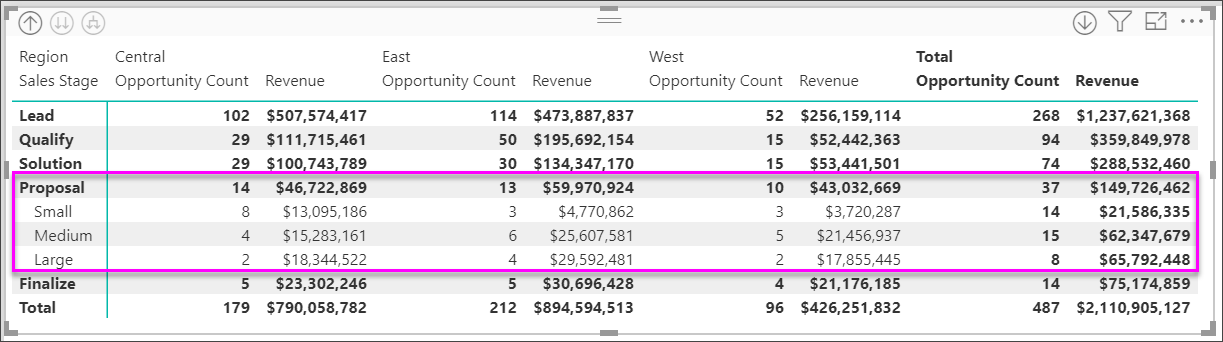 Region Central East West Total
Sales Stage Opportunity Count Revenue Opportunity Count Revenue Opportunity Count Revenue Opportunity Count Revenue
Lead 102 $507,574,417 114 $473,887,837 52 $256,159,114 268 $1,237,621,368
Qualify 29 $111,715,461 50 $195,692,154 15 $52,442,363 94 $359,849,978
Solution 29 $100,743,789 30 $134,347,170 15 $53,441,501 74 $288,532,460
Proposal 14 $46,722,869 13 $59,970,924 10 $43,032,669 37 $149,726,462
Small 8 $13,095,186 3 $4,770,862 3 $3,720,287 14 $21,586,335
Medium 4 $15,283,161 6 $25,607,581 5 $21,456,937 15 $62,347,679
Large 2 $18,344,522 4 $29,592,481 2 $17,855,445 8 $65,792,448
Finalize 5 $23,302,246 5 $30,696,428 4 $21,176,185 14 $75,174,859
Total 179 $790,058,782 212 $894,594,513 96 $426,251,832 487 $2,110,905,127